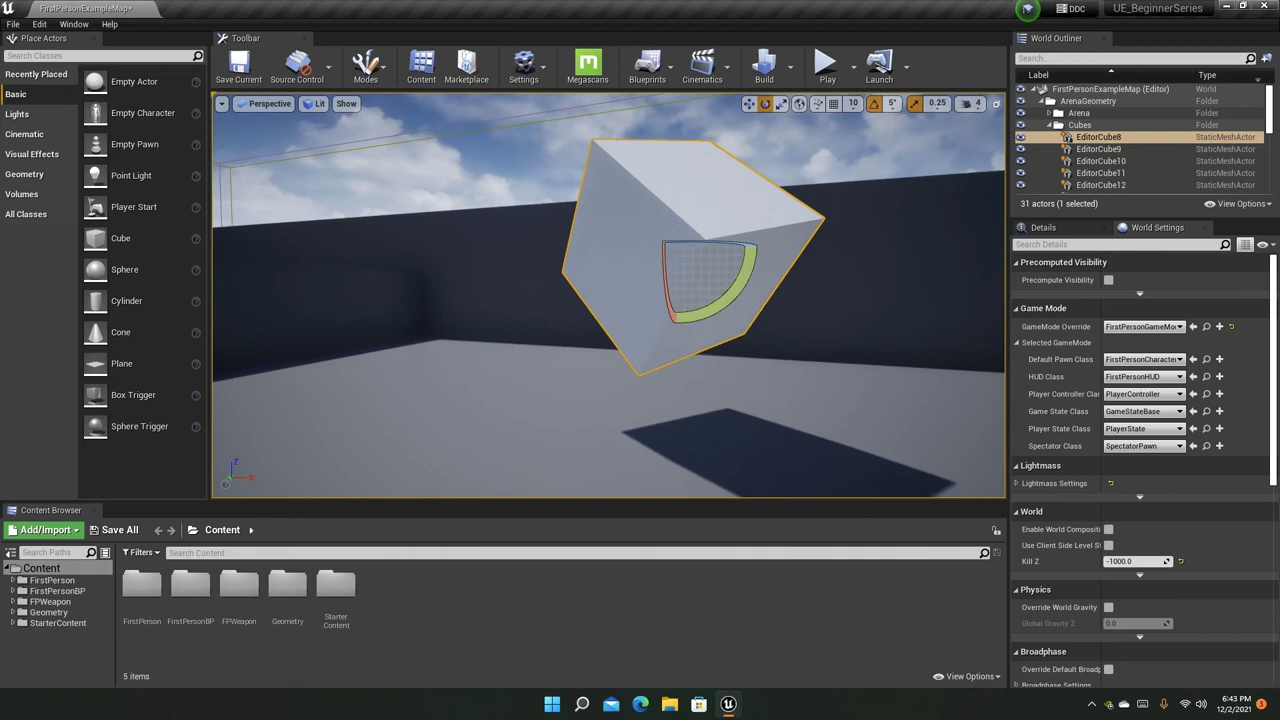 FirstPersonExampleMap*
DDC
UE_BeginnerSeries
File
Edit
Window
Help
Place Actors
Search Classes
Recently Placed
Basic
Lights
Cinematic
Visual Effects
Geometry
Volumes
All Classes
Empty Actor
Empty Character
Empty Pawn
Point Light
Player Start
Cube
Sphere
Cylinder
Cone
Plane
Box Trigger
Sphere Trigger
Toolbar
Save Current
Source Control
Modes
Content
Marketplace
Settings
Megascans
Blueprints
Cinematics
Build
Play
Launch
Perspective
Lit
Show
10
5°
0.25
4
Z
X
World Outliner
Search...
Label
Type
FirstPersonExampleMap (Editor)
World
ArenaGeometry
Folder
Arena
Folder
Cubes
Folder
EditorCube8
StaticMeshActor
EditorCube9
StaticMeshActor
EditorCube10
StaticMeshActor
EditorCube11
StaticMeshActor
EditorCube12
StaticMeshActor
31 actors (1 selected)
View Options
Details
World Settings
Search Details
Precomputed Visibility
Precompute Visibility
Game Mode
GameMode Override
FirstPersonGameMo
Selected GameMode
Default Pawn Class
FirstPersonCharacter
HUD Class
FirstPersonHUD
Player Controller Clas
PlayerController
Game State Class
GameStateBase
Player State Class
PlayerState
Spectator Class
SpectatorPawn
Lightmass
Lightmass Settings
World
Enable World Compositi
Use Client Side Level St
Kill Z
-1000.0
Physics
Override World Gravity
Global Gravity Z
0.0
Broadphase
Override Default Broadp
Broadphase Settings
Content Browser
Add/Import
Save All
Content
Search Paths
Filters
Search Content
Content
FirstPerson
FirstPersonBP
FPWeapon
Geometry
StarterContent
FirstPerson
FirstPersonBP
FPWeapon
Geometry
Starter
Content
5 items
View Options
6:43 PM
12/2/2021
3